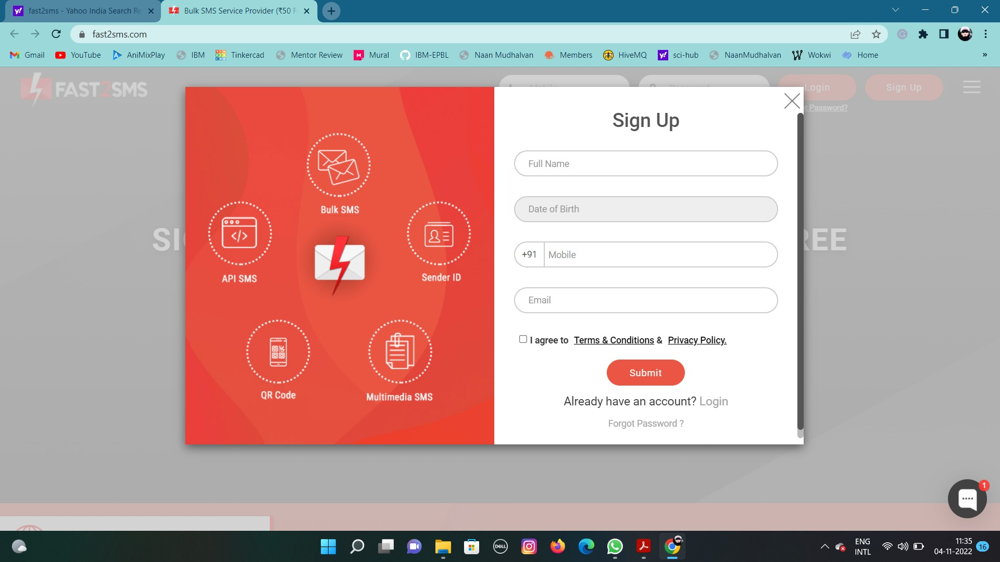 fast2sms - Yahoo India Search Re
Bulk SMS Service Provider (₹50 F
fast2sms.com
Gmail
YouTube
AniMixPlay
IBM
Tinkercad
Mentor Review
Mural
IBM-EPBL
Naan Mudhalvan
Members
HiveMQ
sci-hub
NaanMudhalvan
Wokwi
Home
»
FAST2SMS
Mobile
Password
Login
Sign Up
Password?
Sign Up
Full Name
Date of Birth
+91 Mobile
Email
I agree to Terms & Conditions & Privacy Policy.
Submit
Already have an account? Login
Forgot Password ?
Bulk SMS
API SMS
Sender ID
QR Code
Multimedia SMS
SI
REE
1
DELL
ENG
INTL
11:35
04-11-2022
16